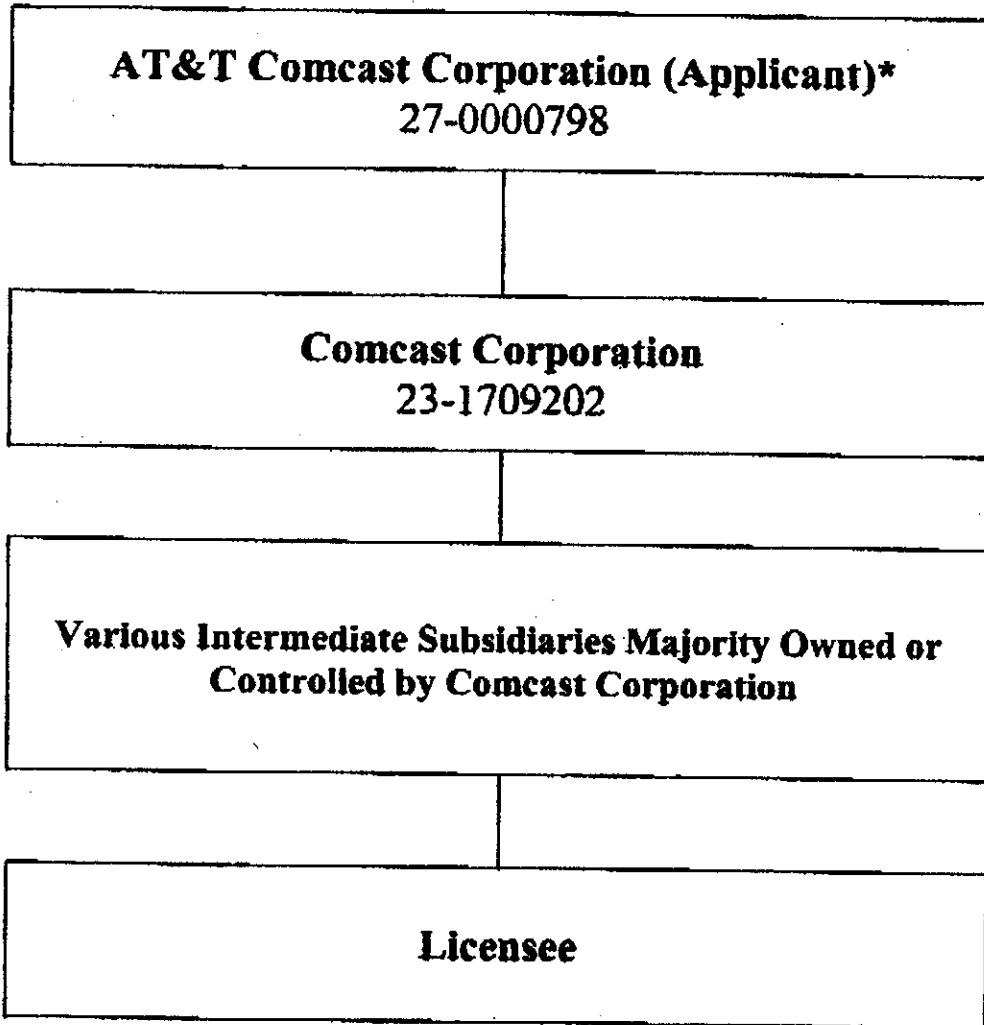 AT&T Comcast Corporation (Applicant)*
27-0000798
Comcast Corporation
23-1709202
Various Intermediate Subsidiaries Majority Owned or
Controlled by Comcast Corporation
Licensee